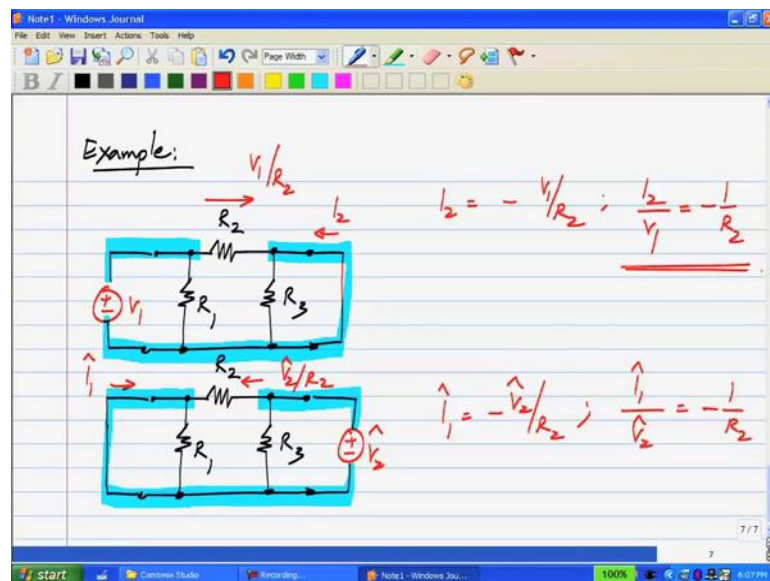 Note1 - Windows Journal
File Edit View Insert Actions Tools Help
Page Width
B I
Example:
V₁/R₂
I₂
I₂ = - V₁/R₂ ; I₂/V₁ = - 1/R₂
R₂
V₁
R₁
R₃
Î₁
R₂
V̂₂/R₂
Î₁ = - V̂₂/R₂ ; Î₁/V̂₂ = - 1/R₂
R₁
R₃
V̂₂
7/7
7
start
Camtasia Studio
Recording...
Note1 - Windows Jou...
100%
6:07 PM